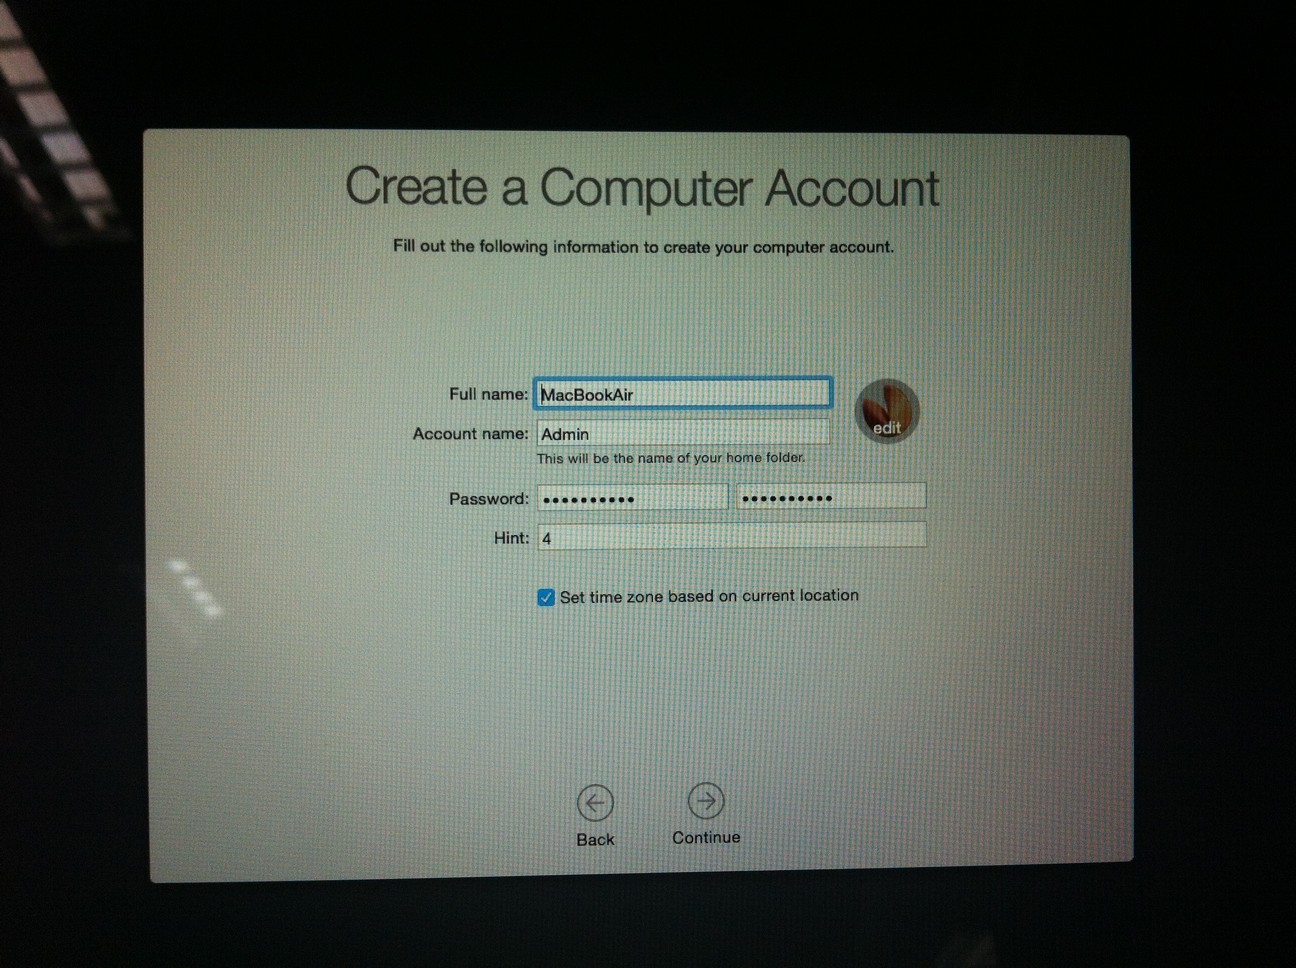 Create a Computer Account
Fill out the following information to create your computer account.
Full name: MacBookAir
edit
Account name: Admin
This will be the name of your home folder.
Password: •••••••••• ••••••••••
Hint: 4
Set time zone based on current location
Back Continue